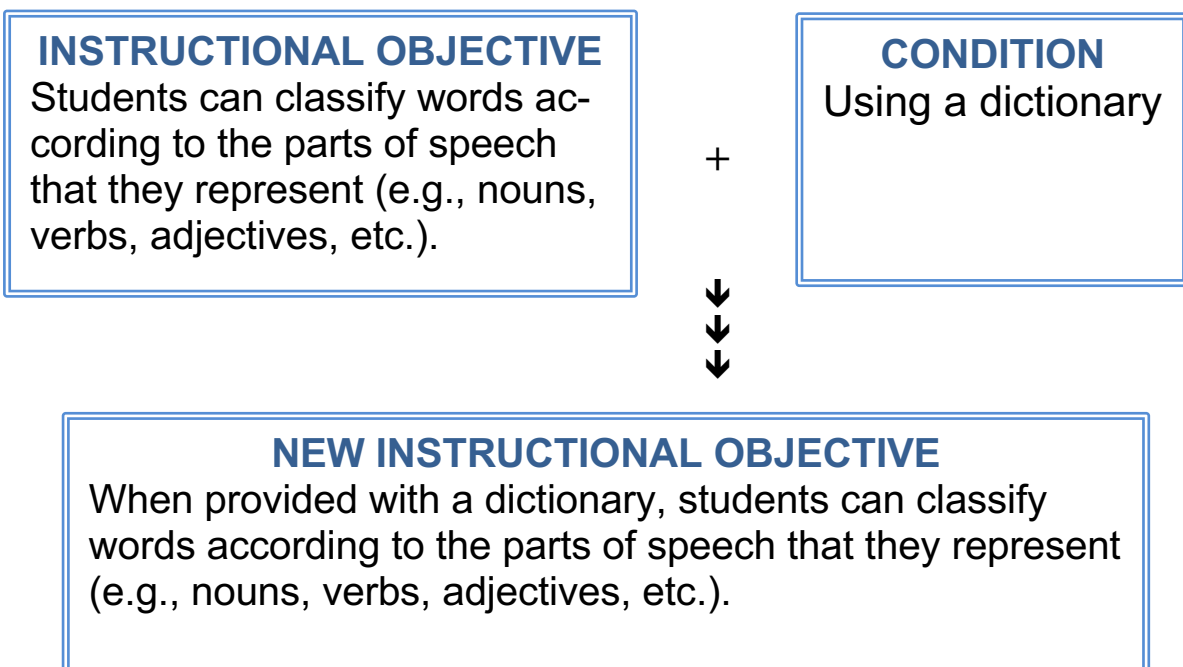 INSTRUCTIONAL OBJECTIVE
Students can classify words ac-
cording to the parts of speech
that they represent (e.g., nouns,
verbs, adjectives, etc.).
+
CONDITION
Using a dictionary
NEW INSTRUCTIONAL OBJECTIVE
When provided with a dictionary, students can classify
words according to the parts of speech that they represent
(e.g., nouns, verbs, adjectives, etc.).